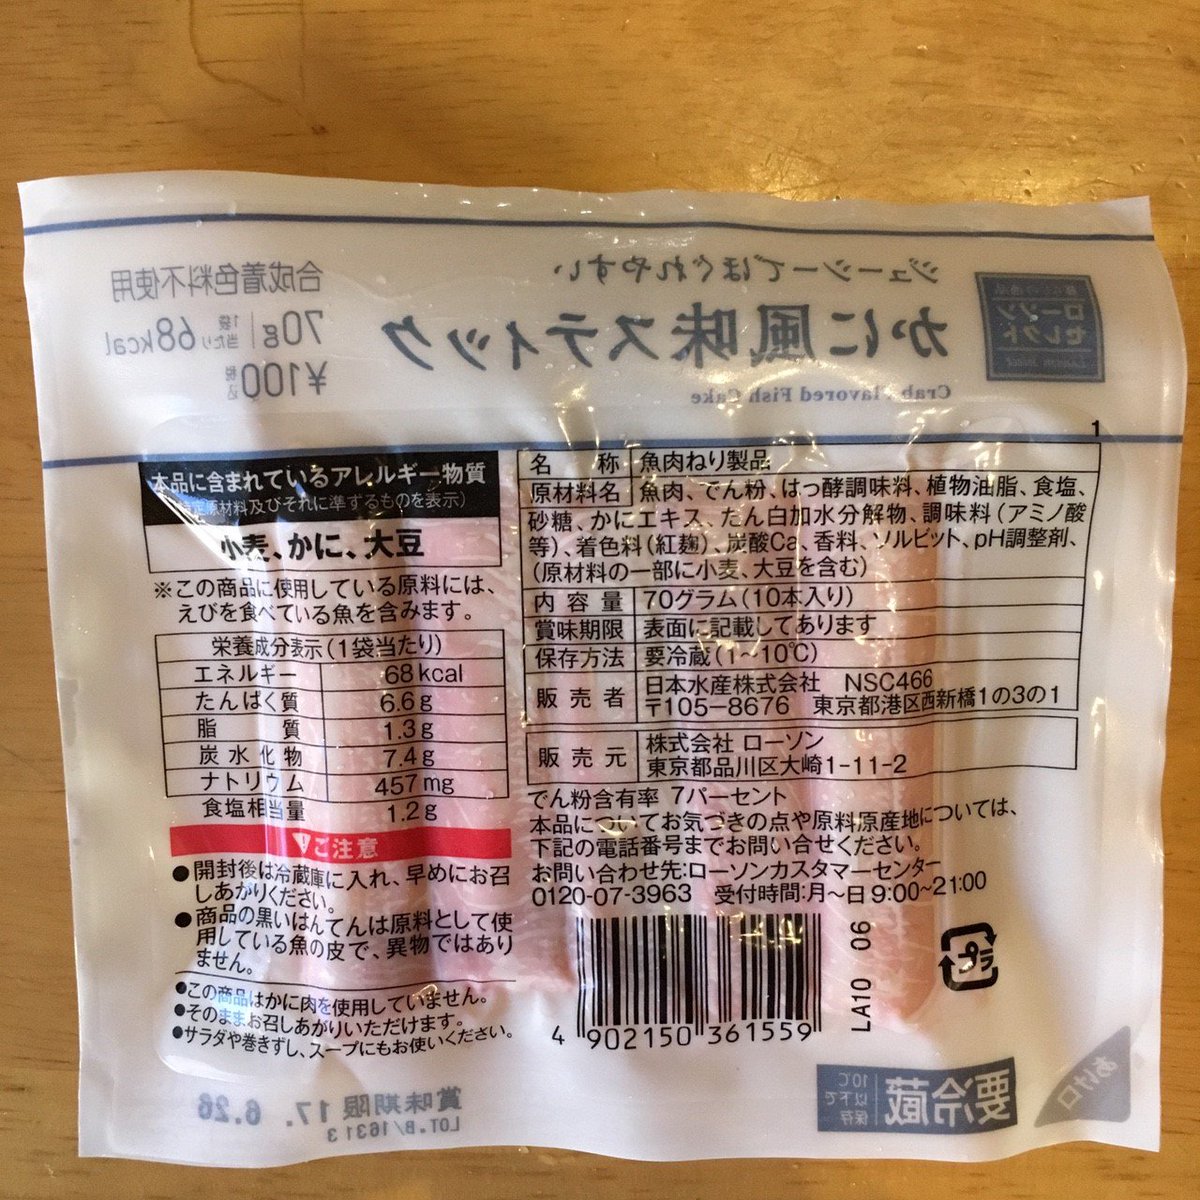 ジューシーでほぐれやすい
かに風味スティック
Crab Flavored Fish Cake
ローソン
セレクト
合成着色料不使用
70g 1袋当たり 68kcal
¥100 税込
1
本品に含まれているアレルギー物質
(特定原材料及びそれに準ずるものを表示)
小麦、かに、大豆
※この商品に使用している原料には、
えびを食べている魚を含みます。
栄養成分表示(1袋当たり)
エネルギー 68kcal
たんぱく質 6.6g
脂質 1.3g
炭水化物 7.4g
ナトリウム 457mg
食塩相当量 1.2g
ご注意
●開封後は冷蔵庫に入れ、早めにお召
しあがりください。
●商品の黒いはんてんは原料として使
用している魚の皮で、異物ではあり
ません。
●この商品はかに肉を使用していません。
●そのままお召しあがりいただけます。
●サラダや巻きずし、スープにもお使いください。
名称 魚肉ねり製品
原材料名 魚肉、でん粉、はっ酵調味料、植物油脂、食塩、
砂糖、かにエキス、たん白加水分解物、調味料(アミノ酸
等)、着色料(紅麹)、炭酸Ca、香料、ソルビット、pH調整剤、
(原材料の一部に小麦、大豆を含む)
内容量 70グラム(10本入り)
賞味期限 表面に記載してあります
保存方法 要冷蔵(1~10℃)
販売者 日本水産株式会社 NSC466
〒105-8676 東京都港区西新橋1の3の1
販売元 株式会社 ローソン
東京都品川区大崎1-11-2
でん粉含有率 7パーセント
本品についてお気づきの点や原料原産地については、
下記の電話番号までお問い合せください。
お問い合わせ先:ローソンカスタマーセンター
0120-07-3963 受付時間:月~日9:00~21:00
4 902150 361559
LA10 06
プラ
賞味期限 17. 6.26
LOT.B/1631 3
要冷蔵 10℃以下で保存
あけ口